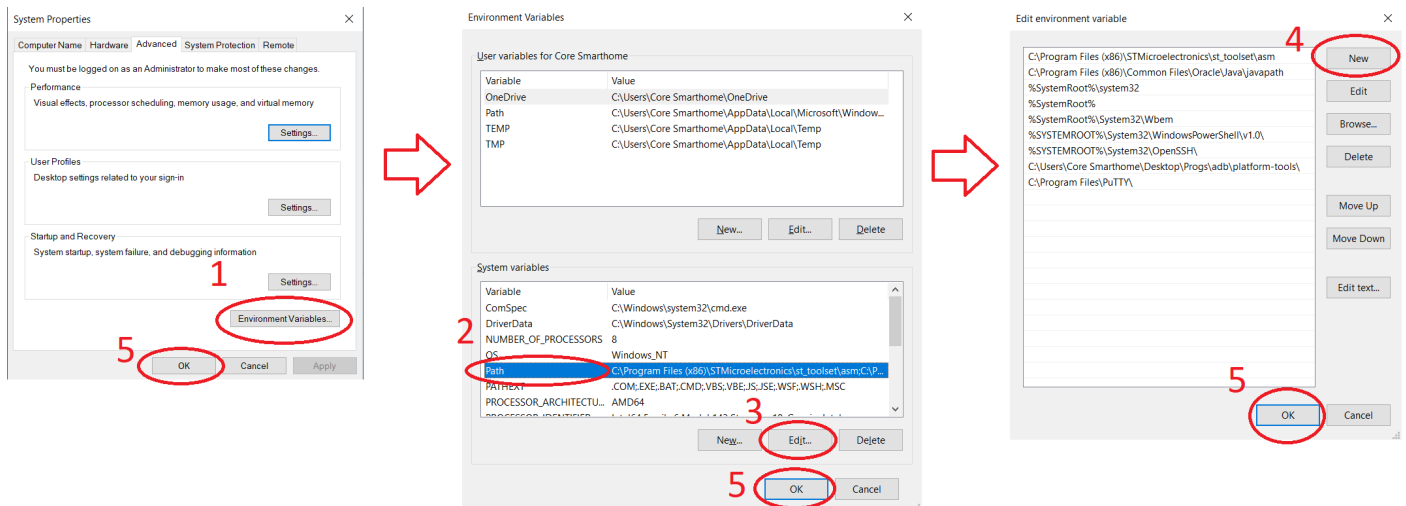 System Properties
Computer Name Hardware Advanced System Protection Remote
You must be logged on as an Administrator to make most of these changes.
Performance
Visual effects, processor scheduling, memory usage, and virtual memory
Settings...
User Profiles
Desktop settings related to your sign-in
Settings...
Startup and Recovery
System startup, system failure, and debugging information
1
Settings...
Environment Variables...
5
OK Cancel Apply
Environment Variables
User variables for Core Smarthome
Variable Value
OneDrive C:\Users\Core Smarthome\OneDrive
Path C:\Users\Core Smarthome\AppData\Local\Microsoft\Window...
TEMP C:\Users\Core Smarthome\AppData\Local\Temp
TMP C:\Users\Core Smarthome\AppData\Local\Temp
New... Edit... Delete
System variables
Variable Value
ComSpec C:\Windows\system32\cmd.exe
DriverData C:\Windows\System32\Drivers\DriverData
2
NUMBER_OF_PROCESSORS 8
OS Windows_NT
Path C:\Program Files (x86)\STMicroelectronics\st_toolset\asm;C:\P...
PATHEXT .COM;.EXE;.BAT;.CMD;.VBS;.VBE;.JS;.JSE;.WSF;.WSH;.MSC
PROCESSOR_ARCHITECTU... AMD64
3
New... Edit... Delete
5
OK Cancel
Edit environment variable
4
C:\Program Files (x86)\STMicroelectronics\st_toolset\asm
New
C:\Program Files (x86)\Common Files\Oracle\Java\javapath
%SystemRoot%\system32
Edit
%SystemRoot%
%SystemRoot%\System32\Wbem
Browse...
%SYSTEMROOT%\System32\WindowsPowerShell\v1.0\
%SYSTEMROOT%\System32\OpenSSH\
Delete
C:\Users\Core Smarthome\Desktop\Progs\adb\platform-tools\
C:\Program Files\PuTTY\
Move Up
Move Down
Edit text...
5
OK Cancel